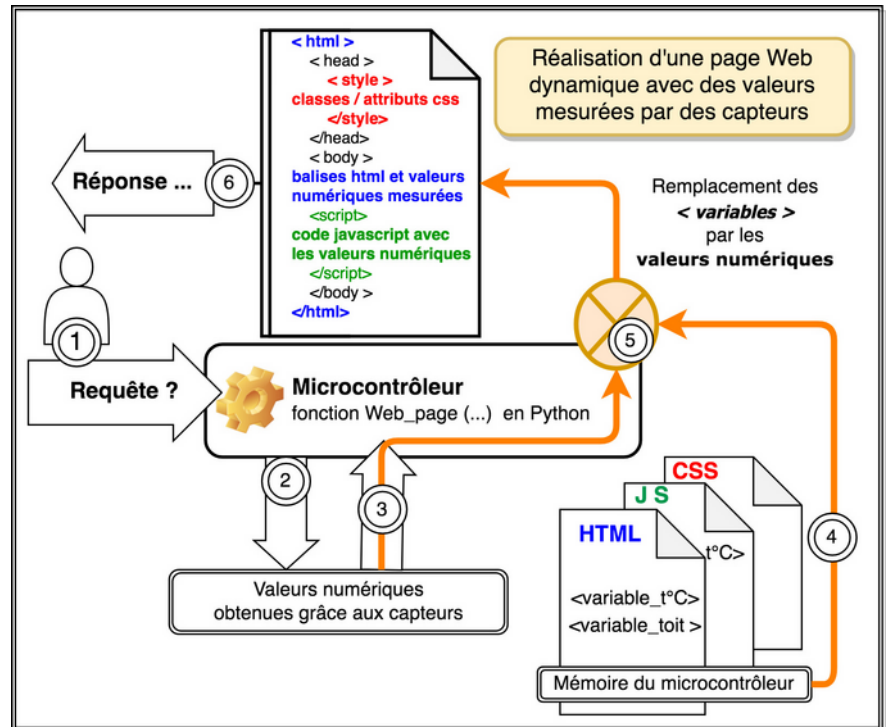 < html >
< head >
< style >
classes / attributs css
</style>
</head>
< body >
balises html et valeurs
numériques mesurées
<script>
code javascript avec
les valeurs numériques
</script>
</body >
</html>
Réalisation d'une page Web
dynamique avec des valeurs
mesurées par des capteurs
Réponse ...
6
Remplacement des
< variables >
par les
valeurs numériques
1
Requête ?
5
Microcontrôleur
fonction Web_page (...) en Python
2
3
Valeurs numériques
obtenues grâce aux capteurs
CSS
J S
t°C>
HTML
<variable_t°C>
<variable_toit >
4
Mémoire du microcontrôleur